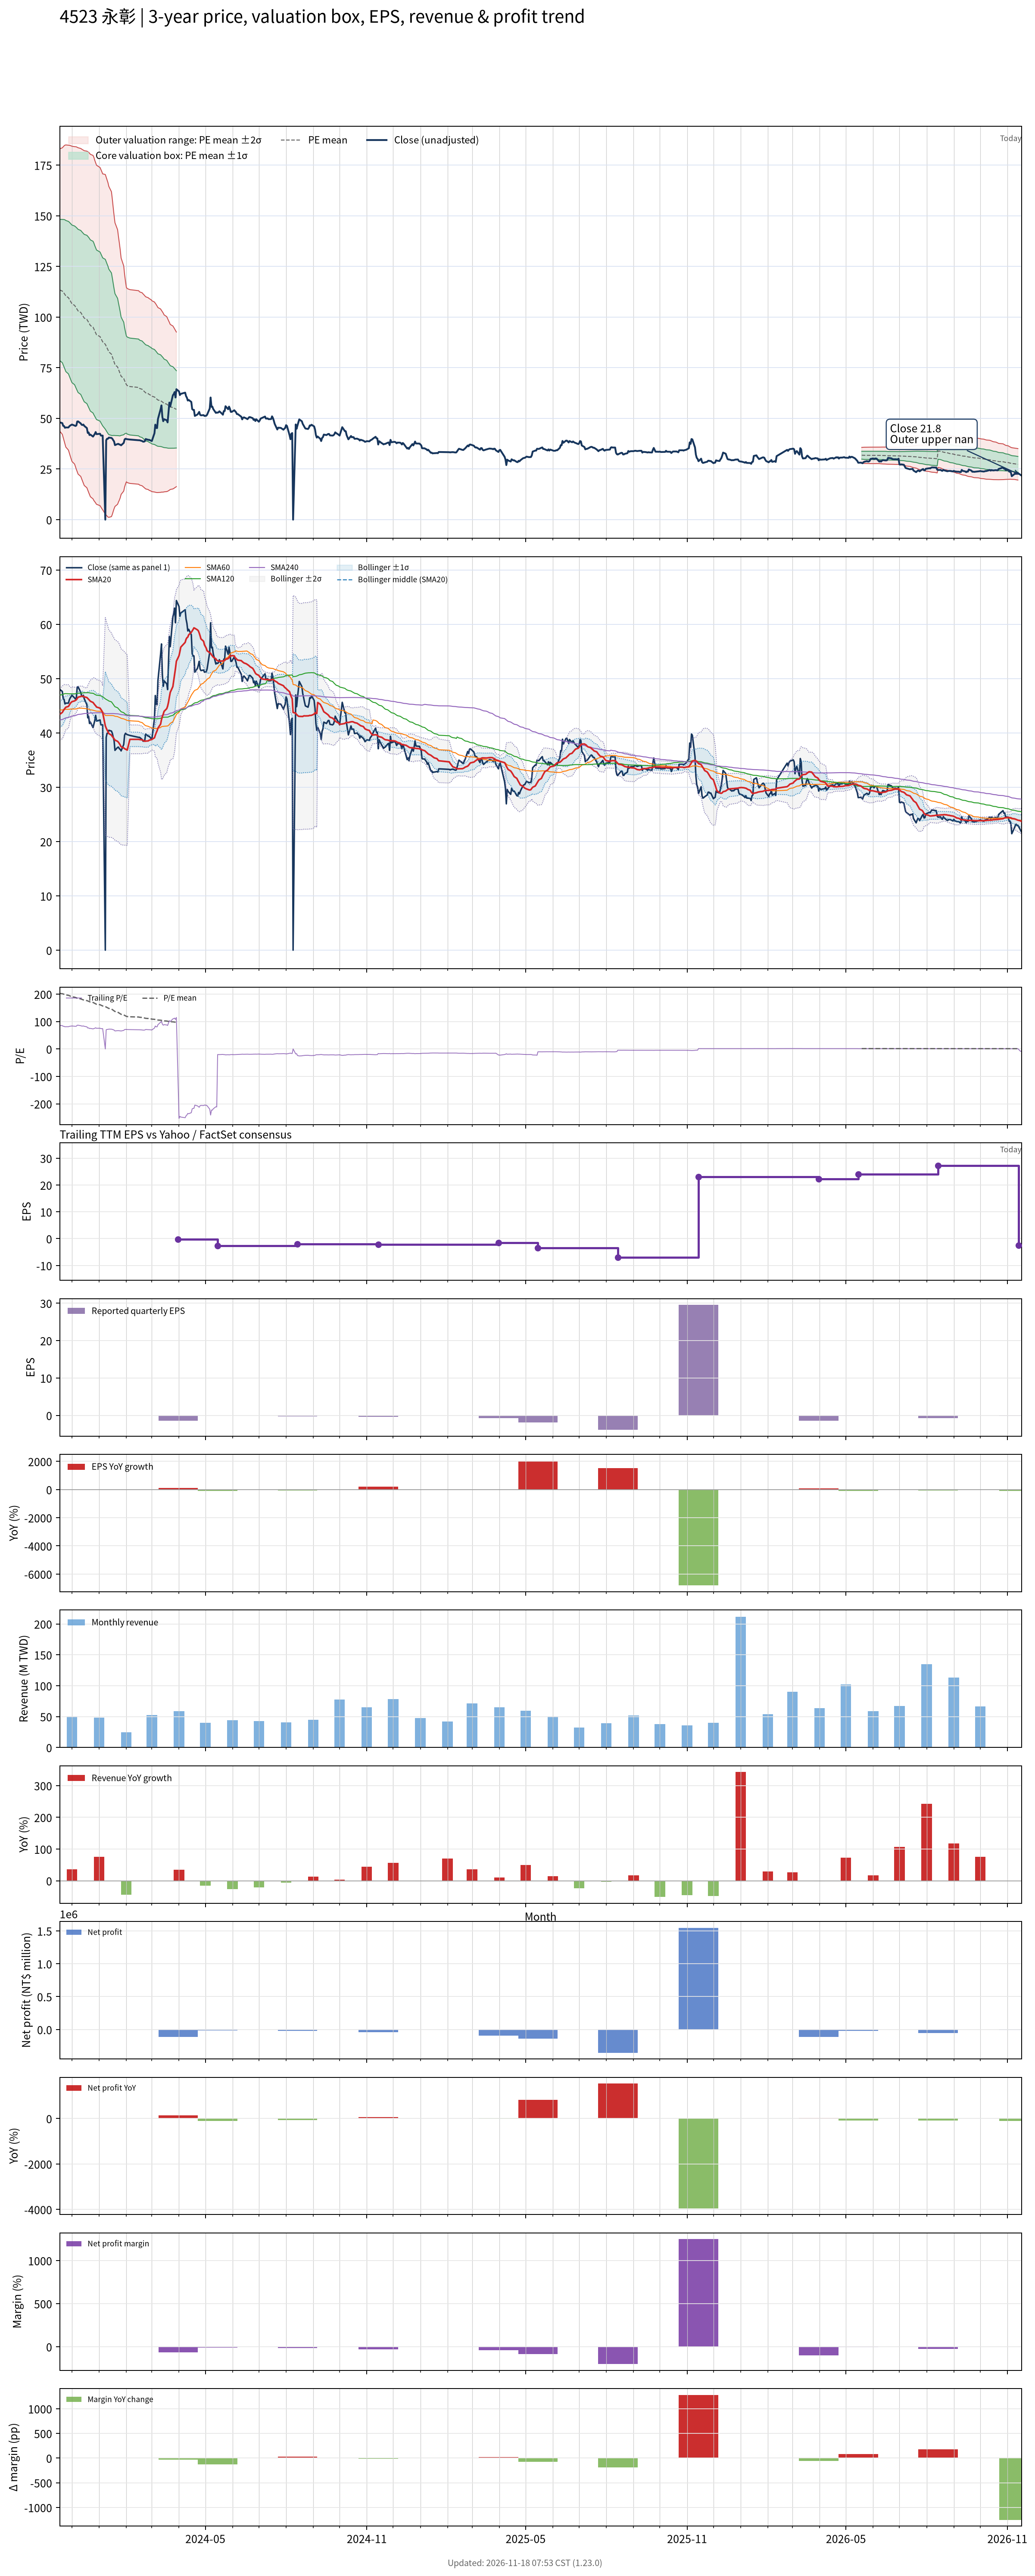 4523 永彰 | 3-year price, valuation box, EPS, revenue & profit trend
Outer valuation range: PE mean ±2σ
PE mean
Close (unadjusted)
Core valuation box: PE mean ±1σ
Today
Price (TWD)
175
150
125
100
75
50
25
0
Close 21.8
Outer upper nan
Close (same as panel 1)
SMA60
SMA240
Bollinger ±1σ
SMA20
SMA120
Bollinger ±2σ
Bollinger middle (SMA20)
Price
70
60
50
40
30
20
10
0
Trailing P/E
P/E mean
P/E
200
100
0
-100
-200
Trailing TTM EPS vs Yahoo / FactSet consensus
Today
EPS
30
20
10
0
-10
Reported quarterly EPS
EPS
30
20
10
0
EPS YoY growth
YoY (%)
2000
0
-2000
-4000
-6000
Monthly revenue
Revenue (M TWD)
200
150
100
50
0
Revenue YoY growth
YoY (%)
300
200
100
0
Month
1e6
Net profit
Net profit (NT$ million)
1.5
1.0
0.5
0.0
Net profit YoY
YoY (%)
0
-2000
-4000
Net profit margin
Margin (%)
1000
500
0
Margin YoY change
Δ margin (pp)
1000
500
0
-500
-1000
2024-05
2024-11
2025-05
2025-11
2026-05
2026-11
Updated: 2026-11-18 07:53 CST (1.23.0)